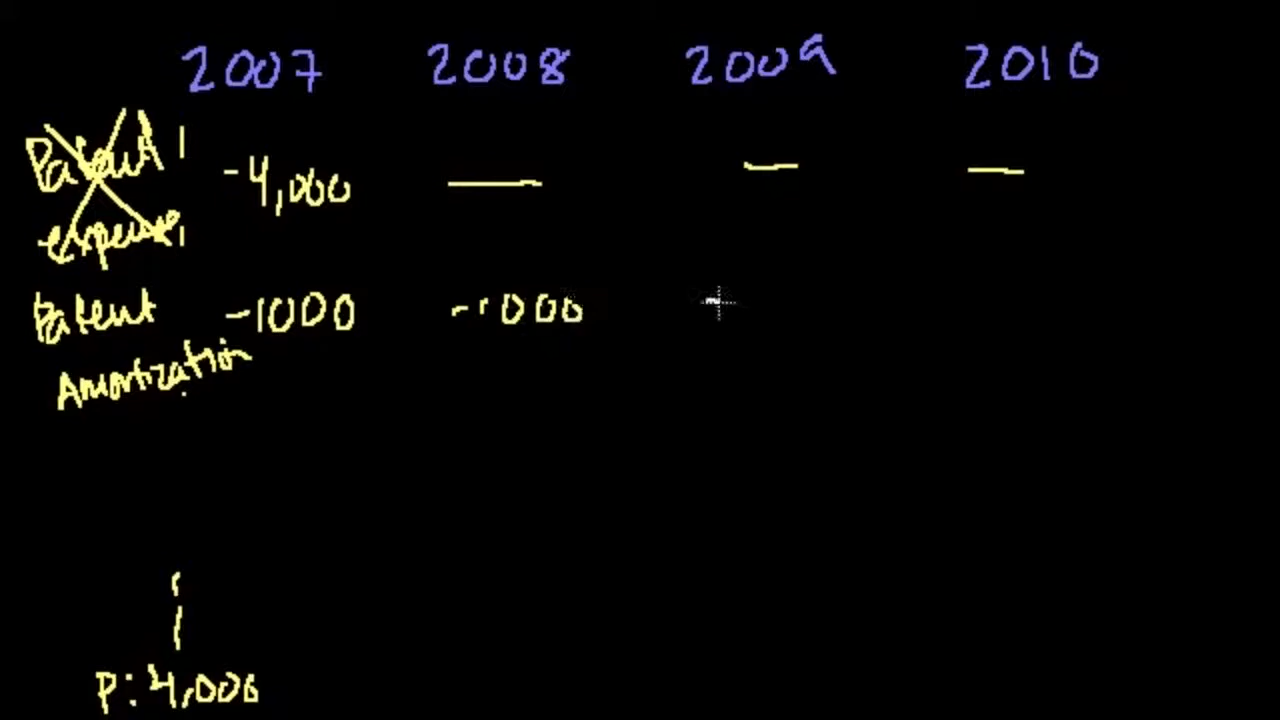 2007 2008 2009 2010
Patent -4,000 — — —
expense
Patent -1000 -1000 -
Amortization
P: 4,000